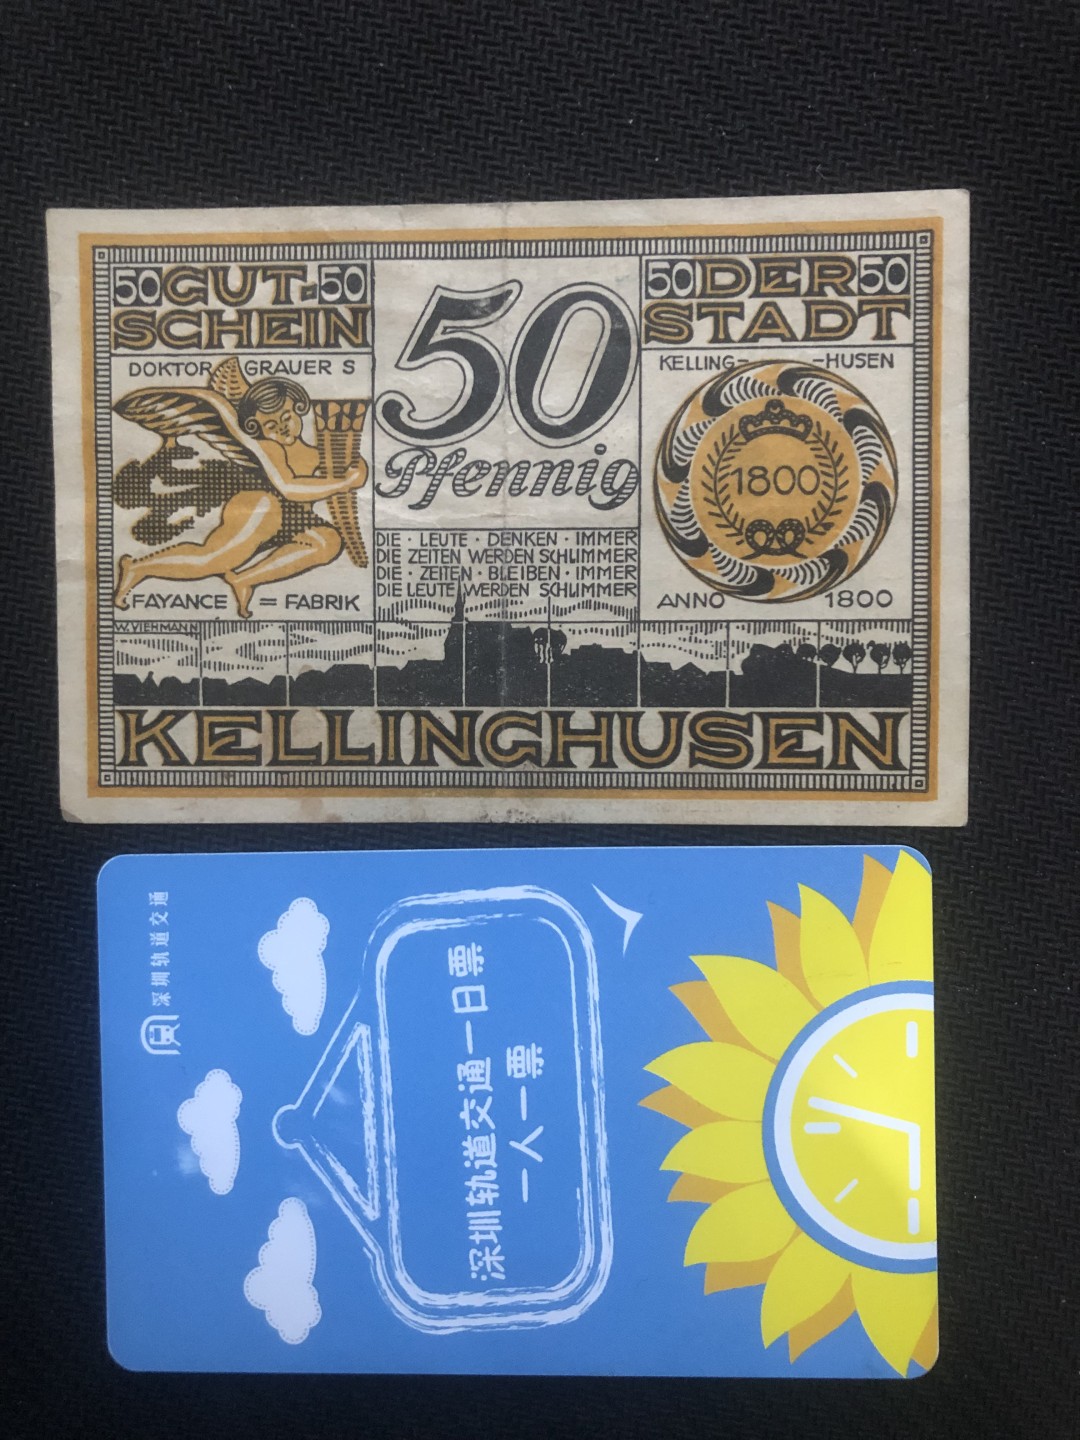 50 GUT- 50
SCHEIN
DOKTOR GRAUER S
FAYANCE = FABRIK
W. VIEHMANN
50
Pfennig
DIE · LEUTE · DENKEN · IMMER
DIE ZEITEN WERDEN SCHLIMMER
DIE · ZEITEN · BLEIBEN · IMMER
DIE LEUTE WERDEN SCHLIMMER
50 DER 50
STADT
KELLING- -HUSEN
1800
ANNO 1800
KELLINGHUSEN
深圳轨道交通
深圳轨道交通一日票
一人一票